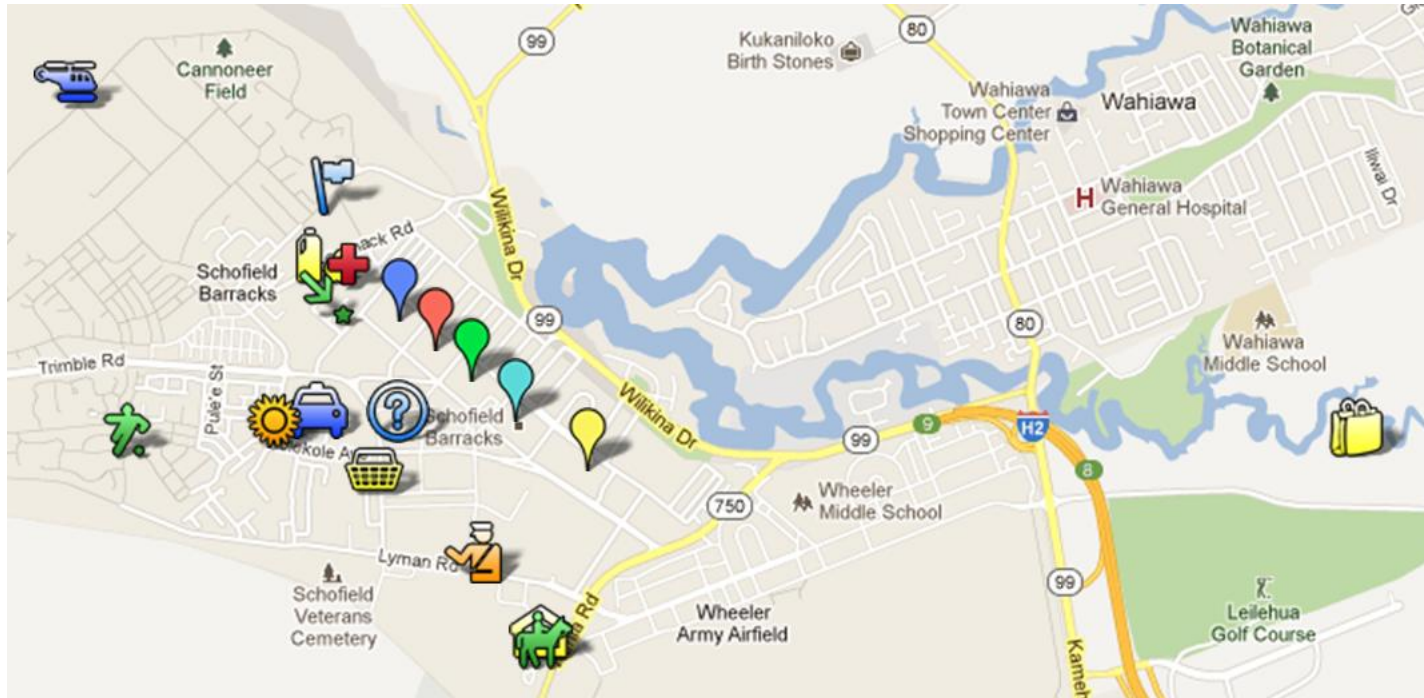 Cannoneer
Field
99
80
Kukaniloko
Birth Stones
Wahiawa
Botanical
Garden
Wahiawa
Town Center
Shopping Center
Wahiawa
Iliwai Dr
H
Wahiawa
General Hospital
Wilikina Dr
Schofield
Barracks
99
80
Wahiawa
Middle School
Trimble Rd
Pule'e St
?
Schofield
Barracks
Wilikina Dr
99
9
H2
8
750
Wheeler
Middle School
Lyman Rd
Schofield
Veterans
Cemetery
Wheeler
Army Airfield
99
Leilehua
Golf Course